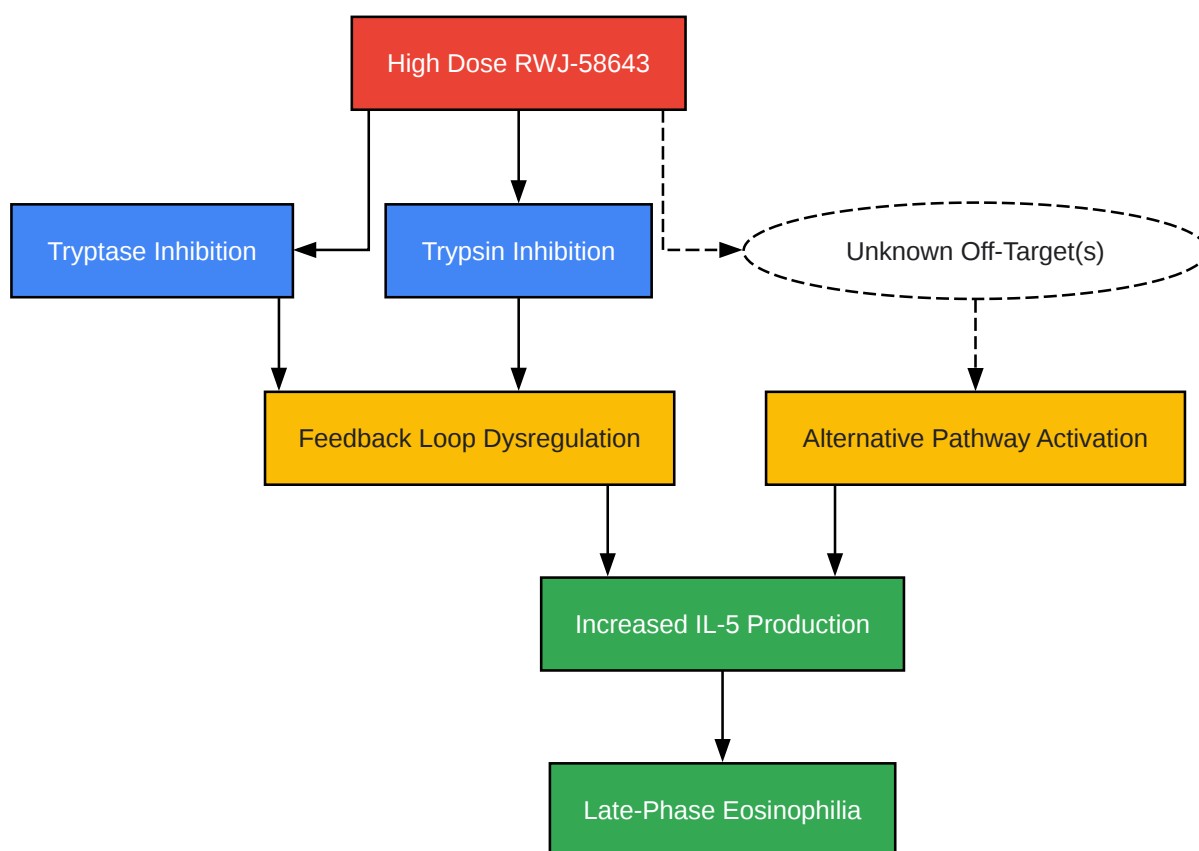 High Dose RWJ-58643
Tryptase Inhibition
Trypsin Inhibition
Unknown Off-Target(s)
Feedback Loop Dysregulation
Alternative Pathway Activation
Increased IL-5 Production
Late-Phase Eosinophilia